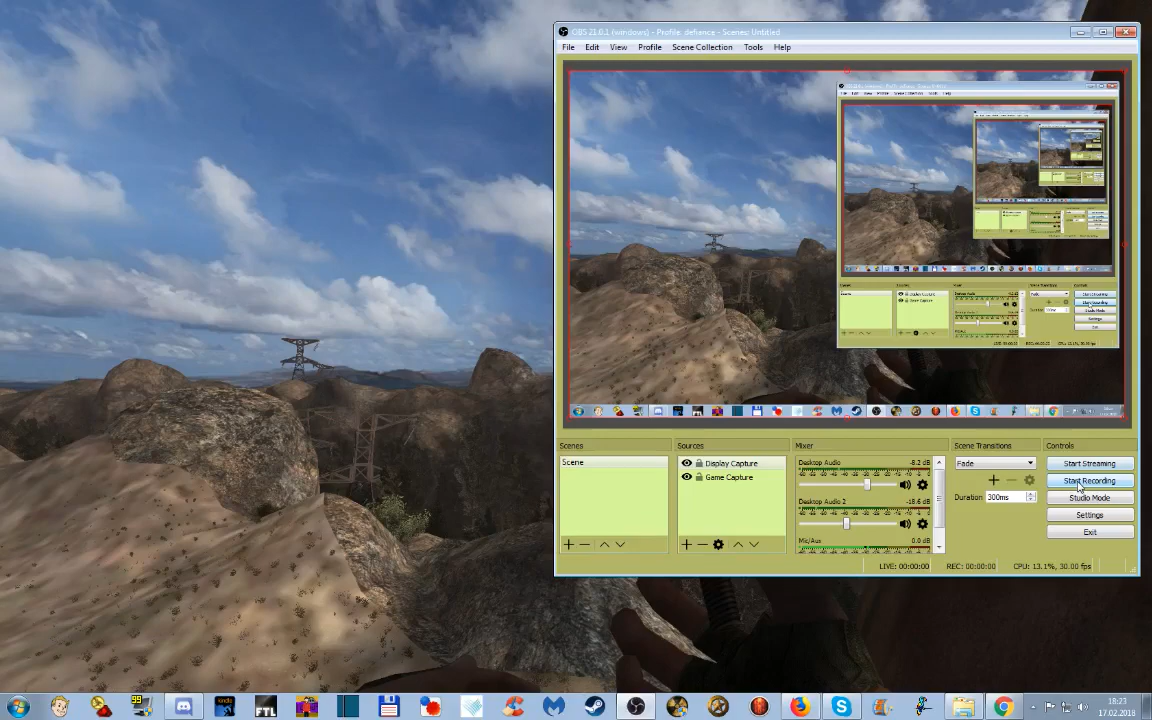 OBS 21.0.1 (windows) - Profile: defiance - Scenes: Untitled
File Edit View Profile Scene Collection Tools Help
Scenes
Scene
Sources
Display Capture
Game Capture
Mixer
Desktop Audio -8.2 dB
Desktop Audio 2 -18.6 dB
Mic/Aux 0.0 dB
Scene Transitions
Fade
Duration 300ms
Controls
Start Streaming
Start Recording
Studio Mode
Settings
Exit
LIVE: 00:00:00 REC: 00:00:00 CPU: 13.1%, 30.00 fps
99
kindle
FTL
18:23
17.02.2018